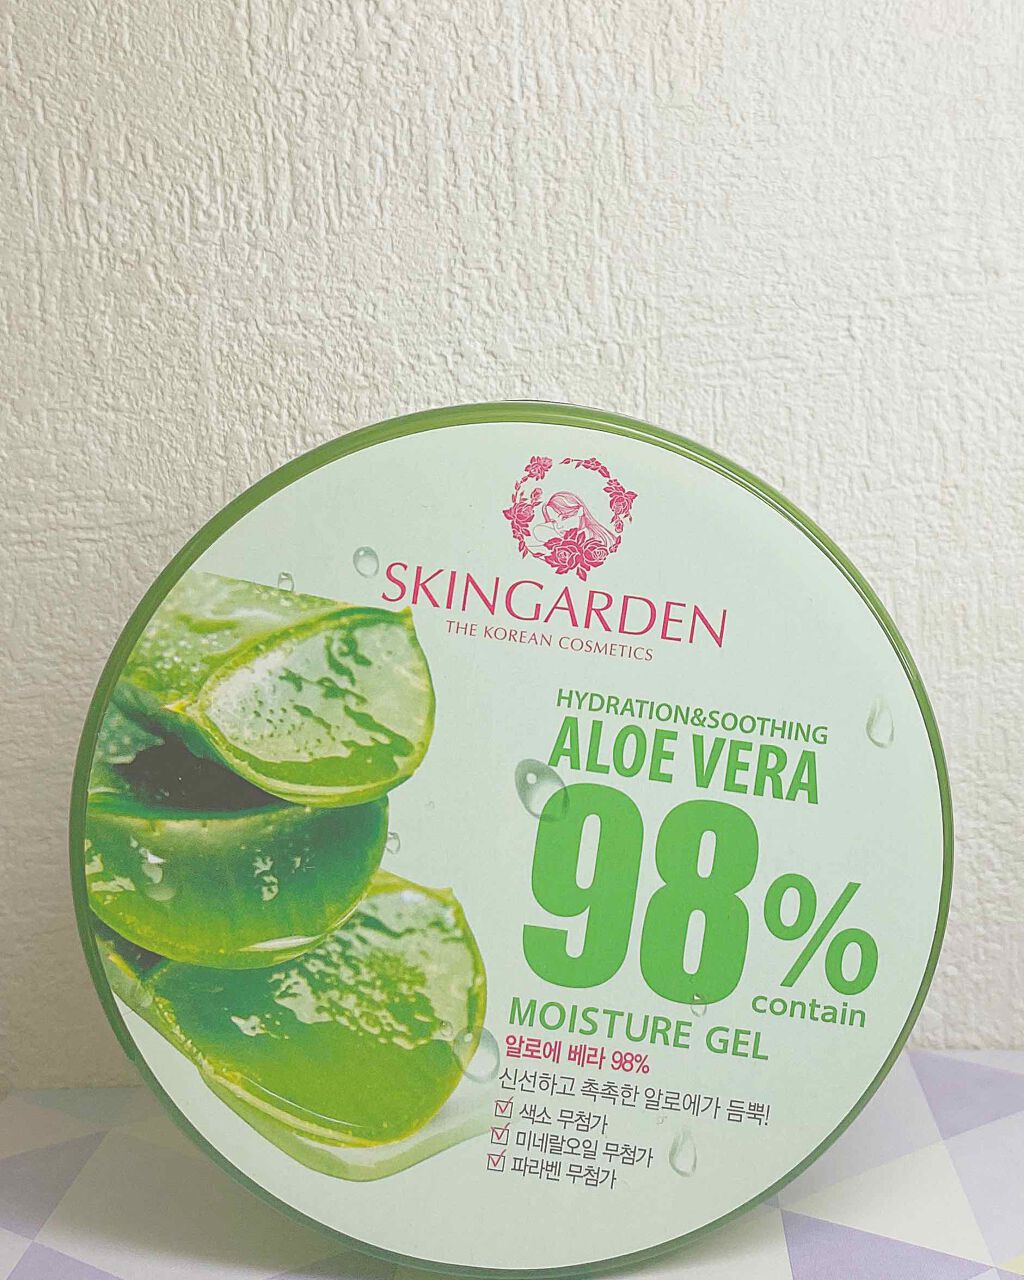 SKINGARDEN
THE KOREAN COSMETICS
HYDRATION&SOOTHING
ALOE VERA
98%
contain
MOISTURE GEL
알로에 베라 98%
신선하고 촉촉한 알로에가 듬뿍!
색소 무첨가
미네랄오일 무첨가
파라벤 무첨가